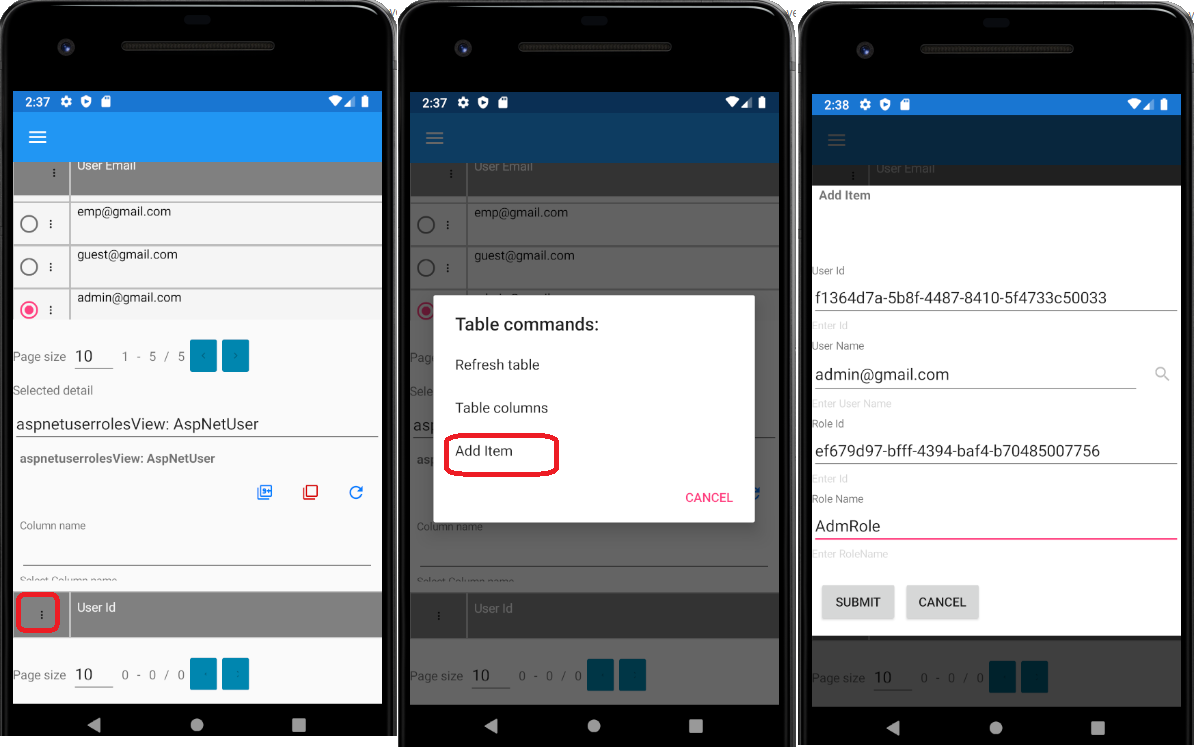 2:37
User Email
emp@gmail.com
guest@gmail.com
admin@gmail.com
Page size 10 1 - 5 / 5
Selected detail
aspnetuserrolesView: AspNetUser
aspnetuserrolesView: AspNetUser
9+
Column name
Select Column name
User Id
Page size 10 0 - 0 / 0
2:37
User Email
emp@gmail.com
guest@gmail.com
Table commands:
Refresh table
Table columns
Add Item
CANCEL
Column name
Select Column name
User Id
Page size 10 0 - 0 / 0
2:38
User Email
Add Item
User Id
f1364d7a-5b8f-4487-8410-5f4733c50033
Enter Id
User Name
admin@gmail.com
Enter User Name
Role Id
ef679d97-bfff-4394-baf4-b70485007756
Enter Id
Role Name
AdmRole
Enter RoleName
SUBMIT CANCEL
Page size 10 0 - 0 / 0